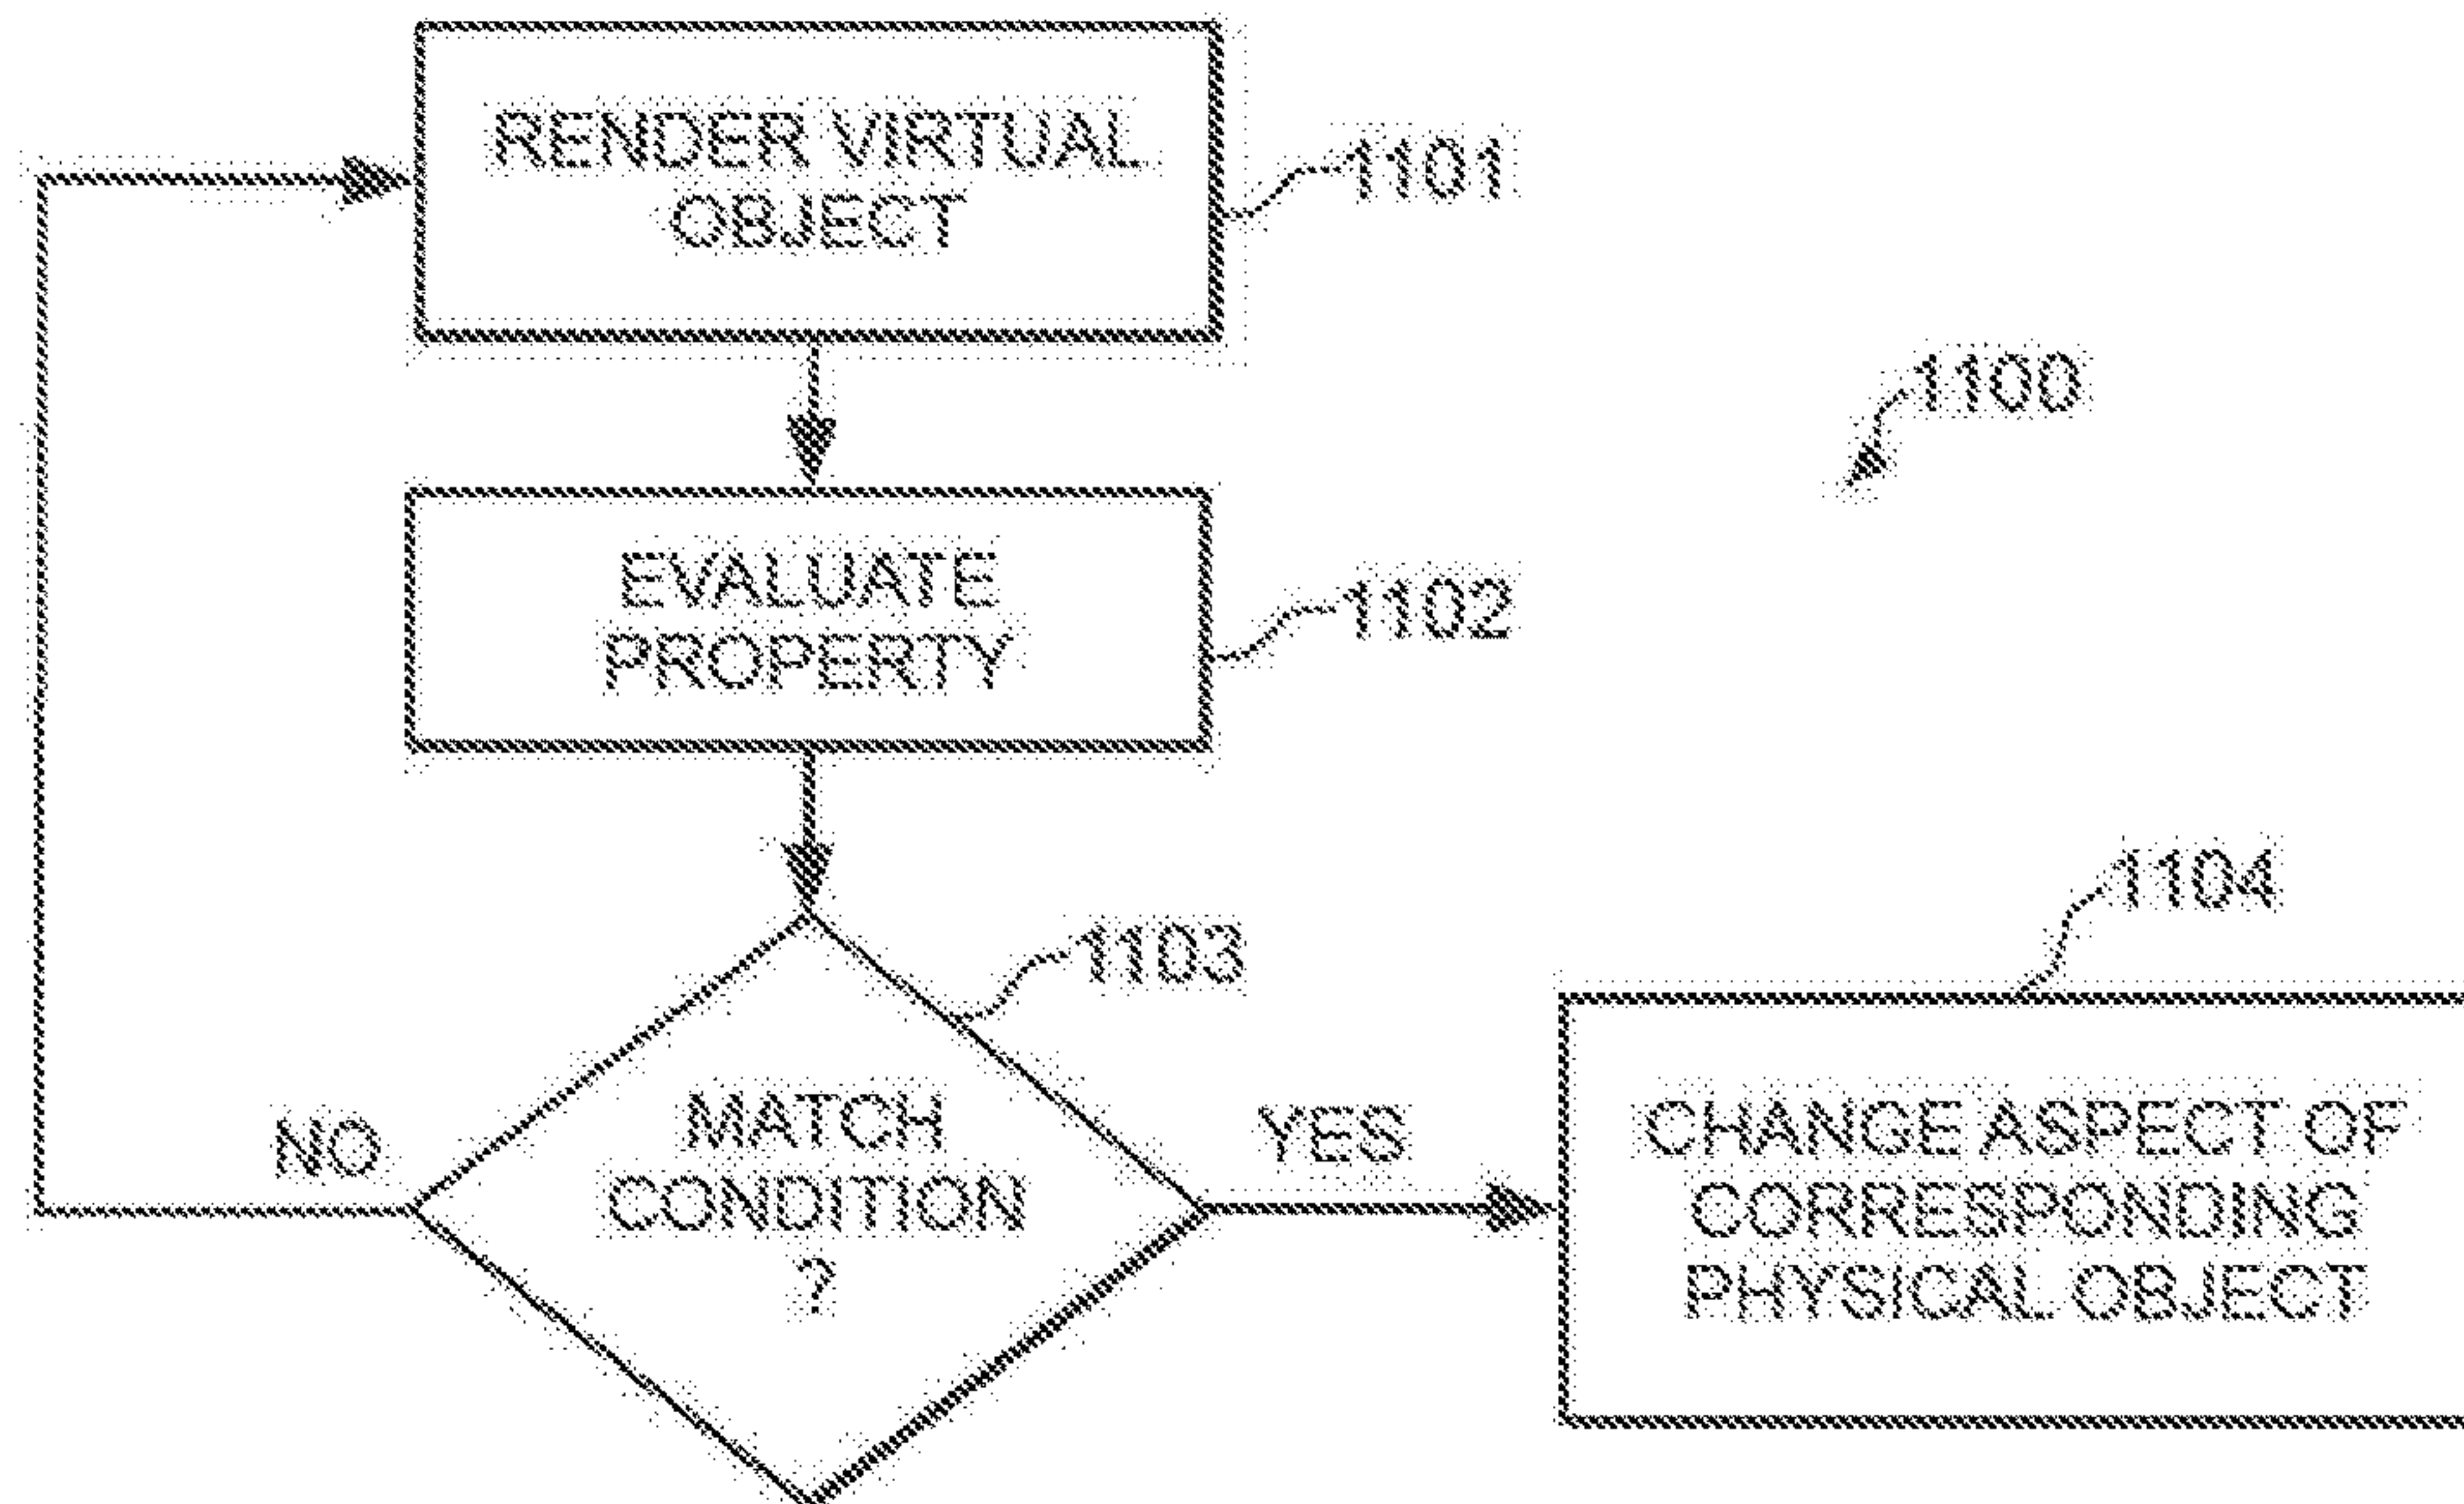 RENDER VIRTUAL
OBJECT
1101
1100
EVALUATE
PROPERTY
1102
1103
1104
MATCH
CONDITION
?
NO
YES
CHANGE ASPECT OF
CORRESPONDING
PHYSICAL OBJECT